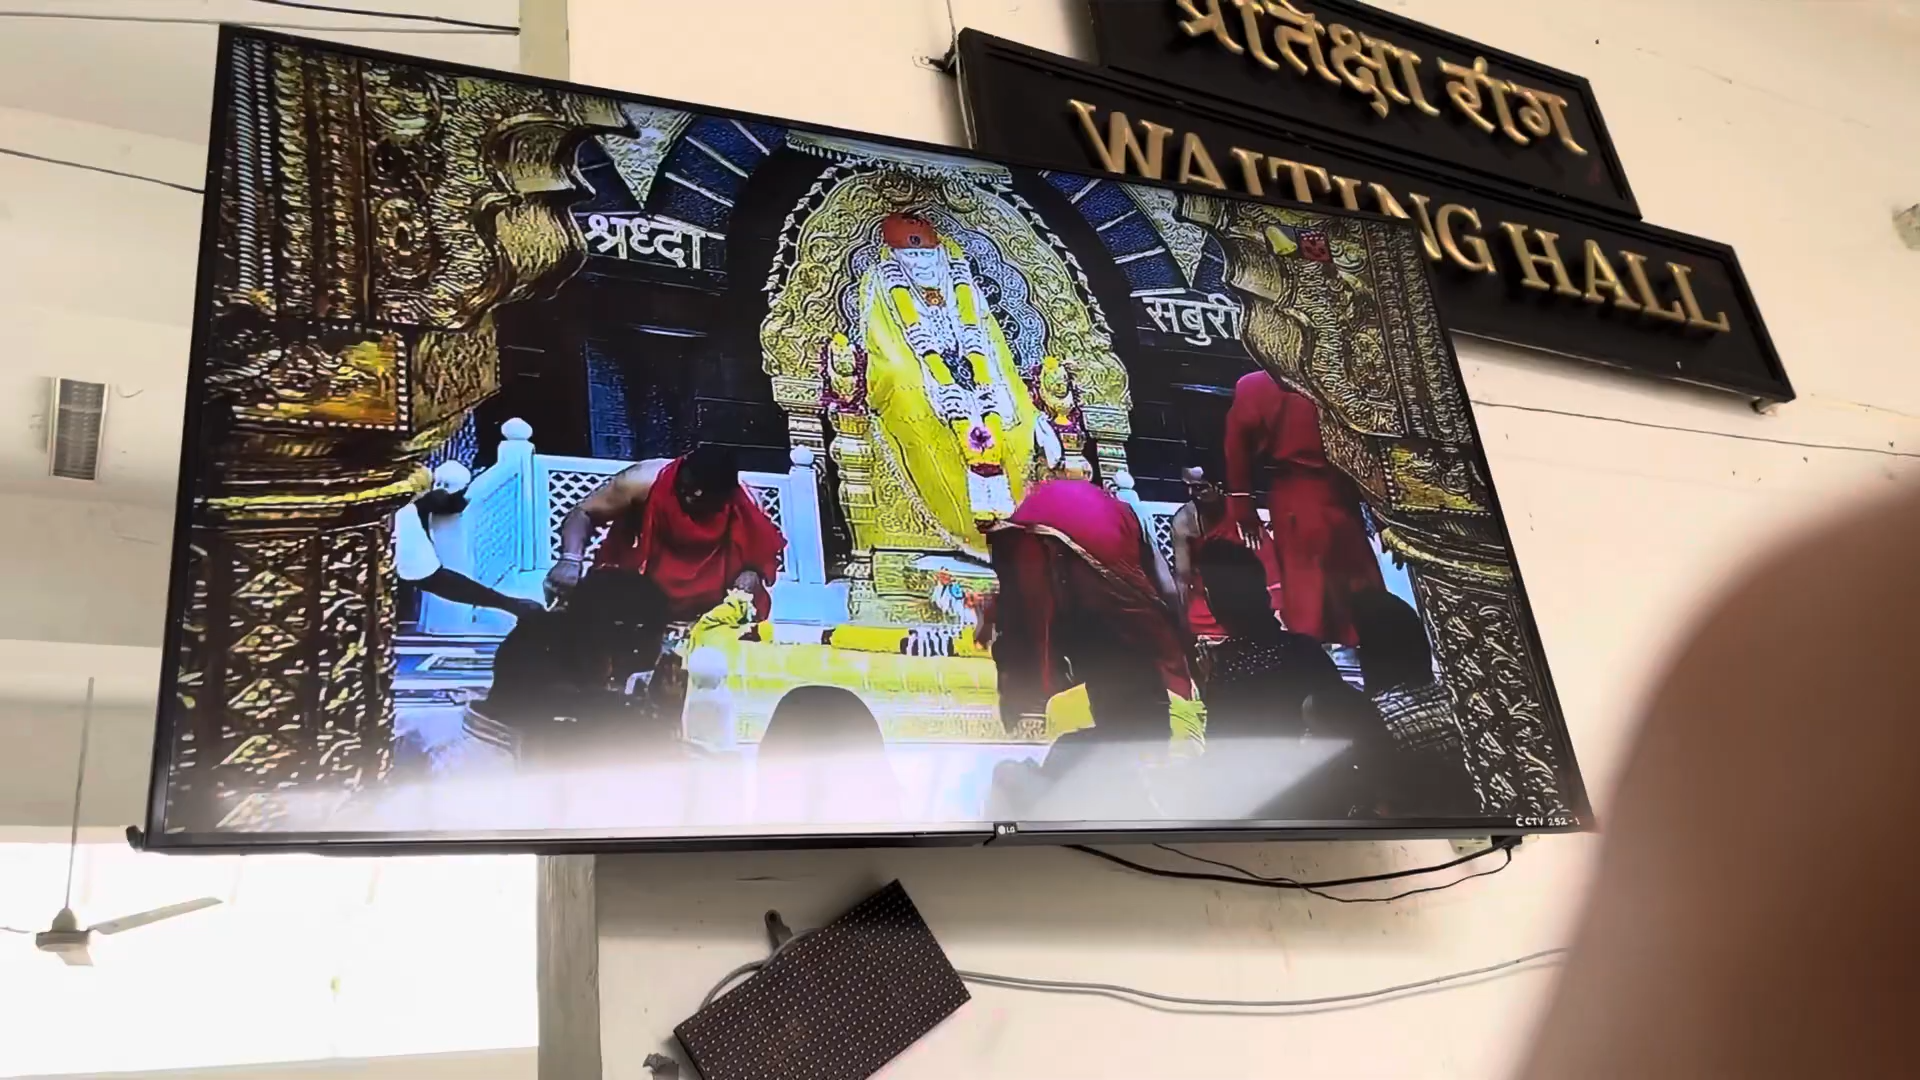 प्रतिक्षा रांग
WAITING HALL
श्रध्दा
सबुरी
LG
CCTV 252-1